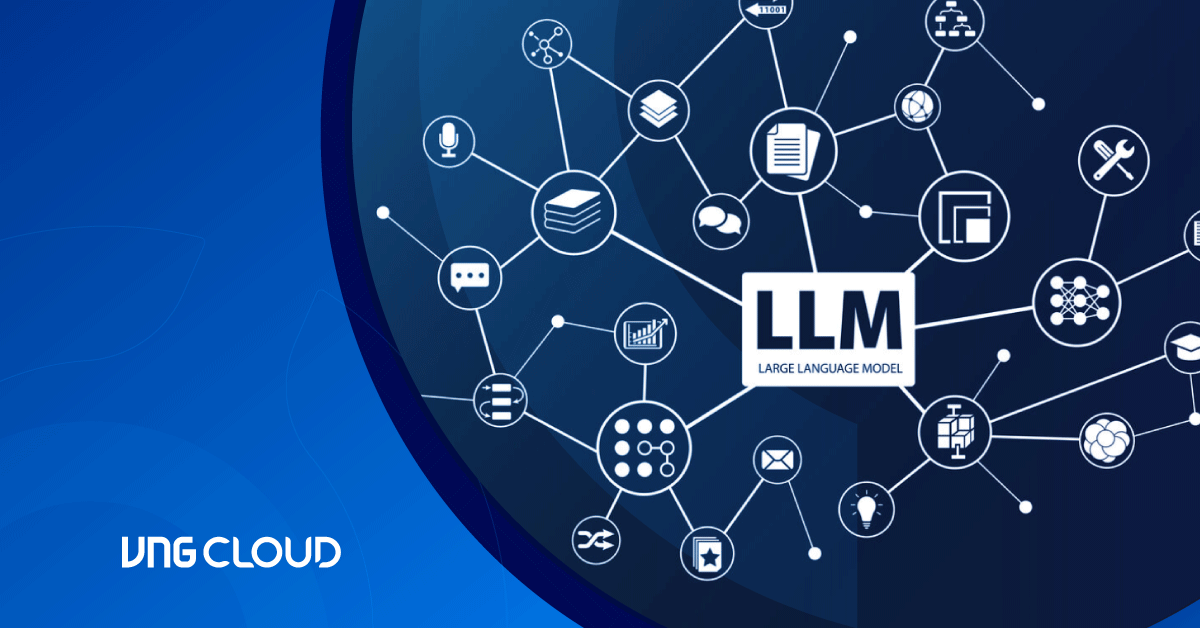 11001
LLM
LARGE LANGUAGE MODEL
VNG CLOUD